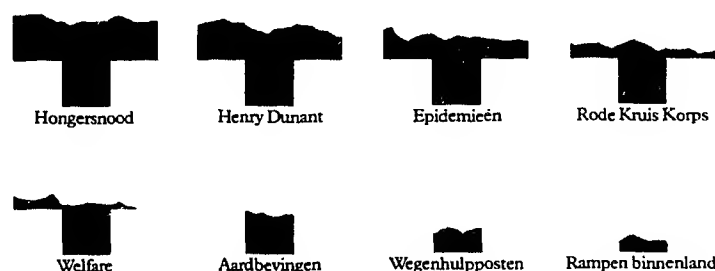 Hongersnood
Henry Dunant
Epidemieën
Rode Kruis Korps
Welfare
Aardbevingen
Wegenhulpposten
Rampen binnenland